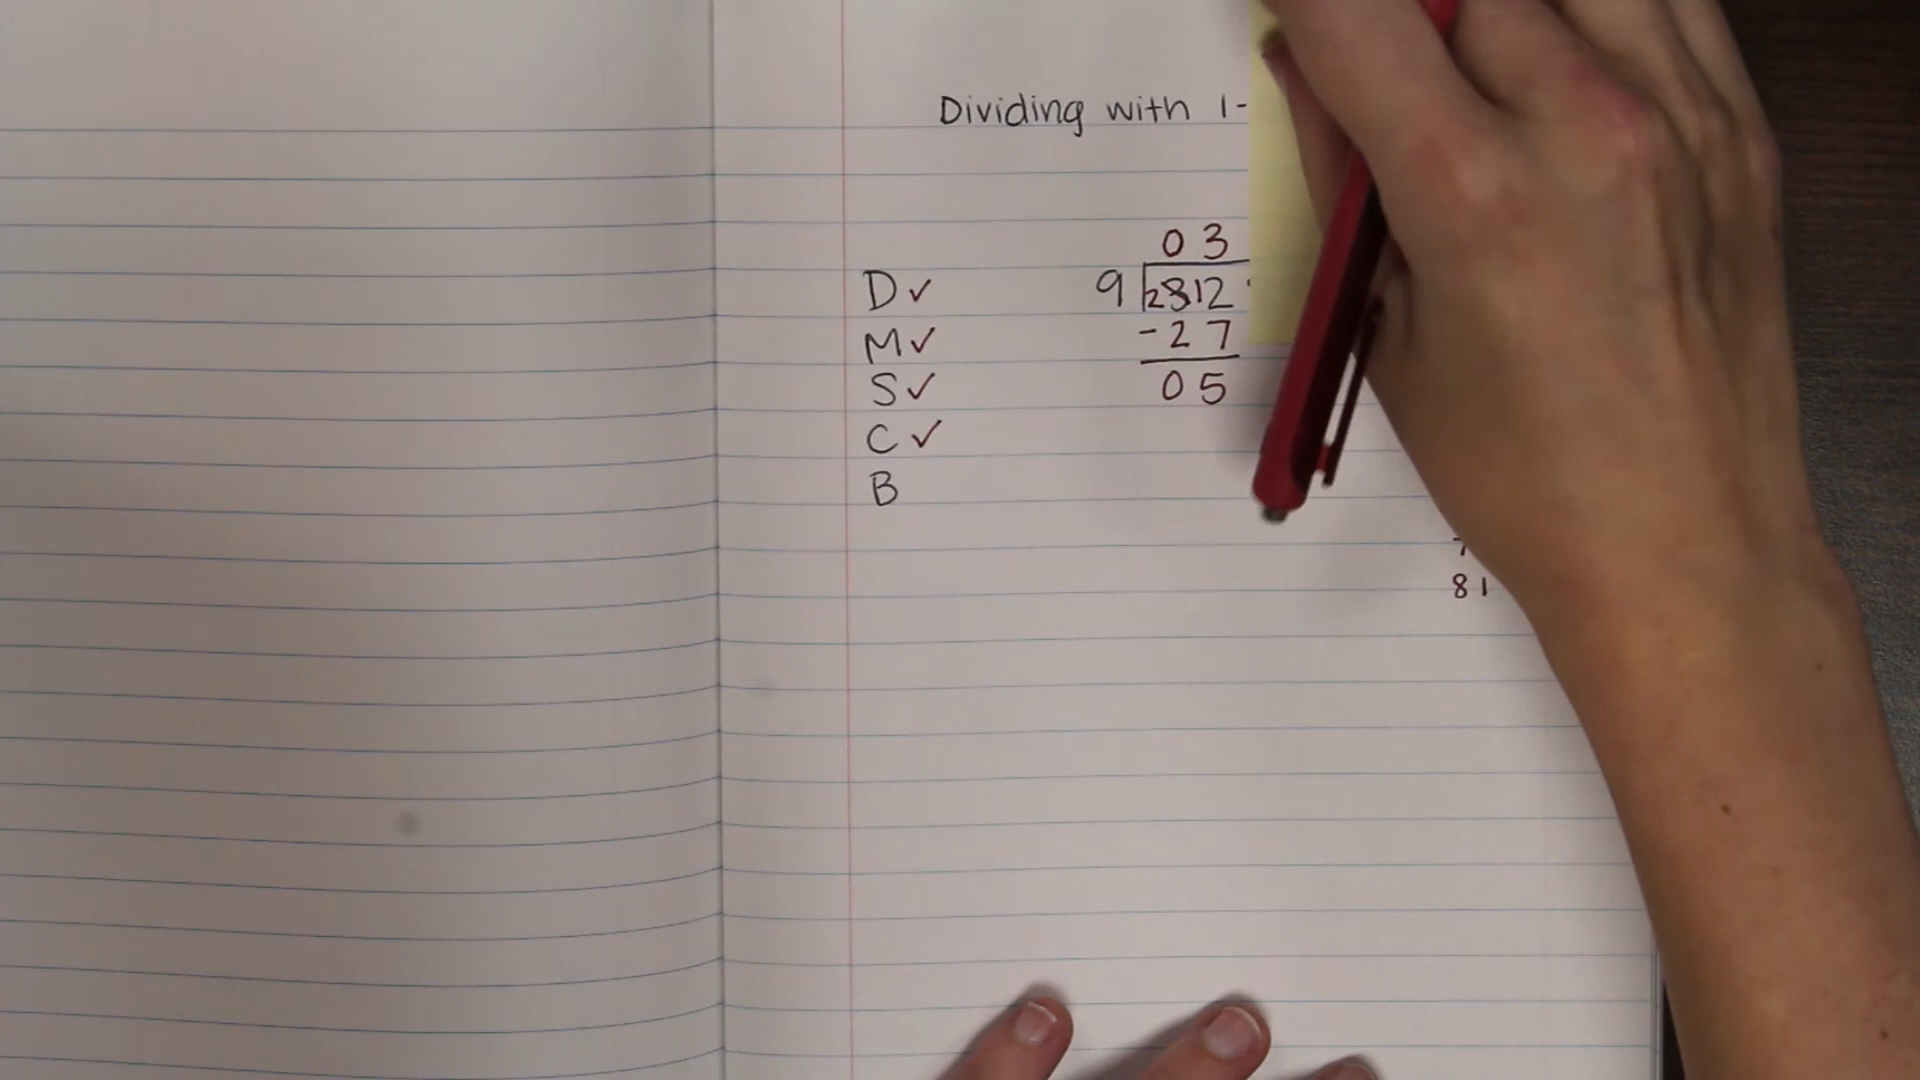 Dividing with 1-
0 3
D✓ 9 2812
M✓ -2 7
S✓ 0 5
C✓
B
81